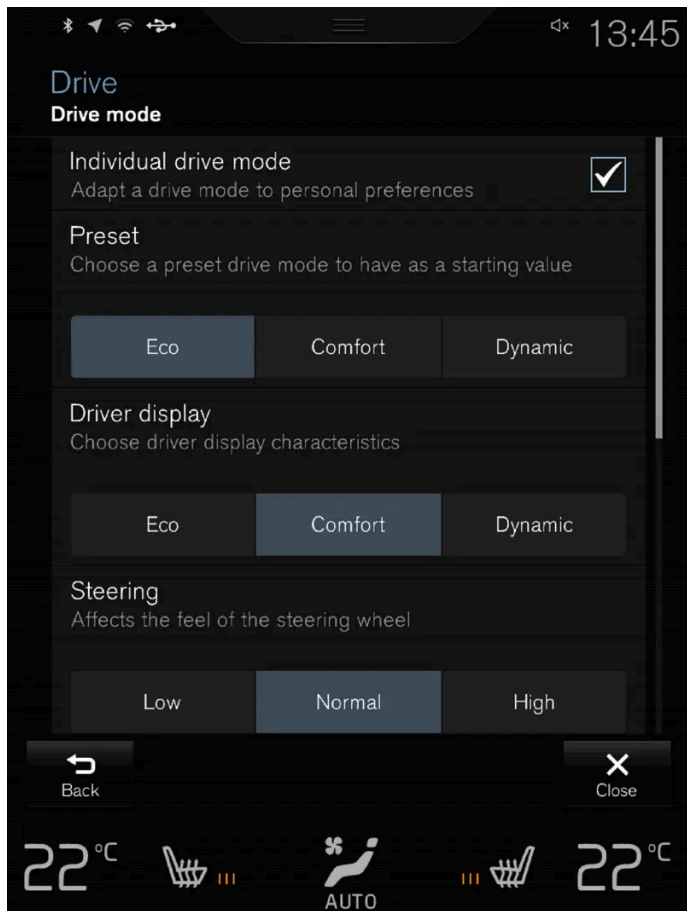 13:45
Drive
Drive mode
Individual drive mode
Adapt a drive mode to personal preferences
Preset
Choose a preset drive mode to have as a starting value
Eco Comfort Dynamic
Driver display
Choose driver display characteristics
Eco Comfort Dynamic
Steering
Affects the feel of the steering wheel
Low Normal High
Back Close
22°C 22°C
AUTO